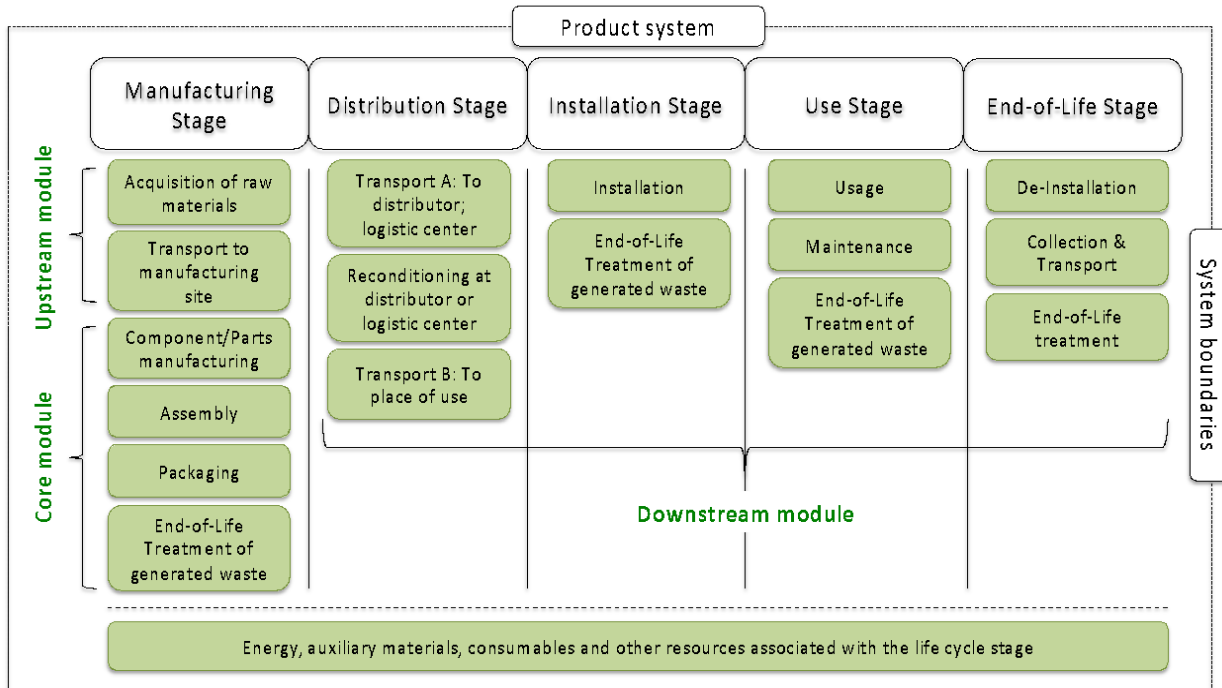 Product system
Manufacturing
Stage
Distribution Stage
Installation Stage
Use Stage
End-of-Life Stage
Upstream module
Core module
Acquisition of raw
materials
Transport to
manufacturing
site
Component/Parts
manufacturing
Assembly
Packaging
End-of-Life
Treatment of
generated waste
Transport A: To
distributor;
logistic center
Reconditioning at
distributor or
logistic center
Transport B: To
place of use
Installation
End-of-Life
Treatment of
generated waste
Usage
Maintenance
End-of-Life
Treatment of
generated waste
De-Installation
Collection &
Transport
End-of-Life
treatment
System
boundaries
Downstream module
Energy, auxiliary materials, consumables and other resources associated with the life cycle stage